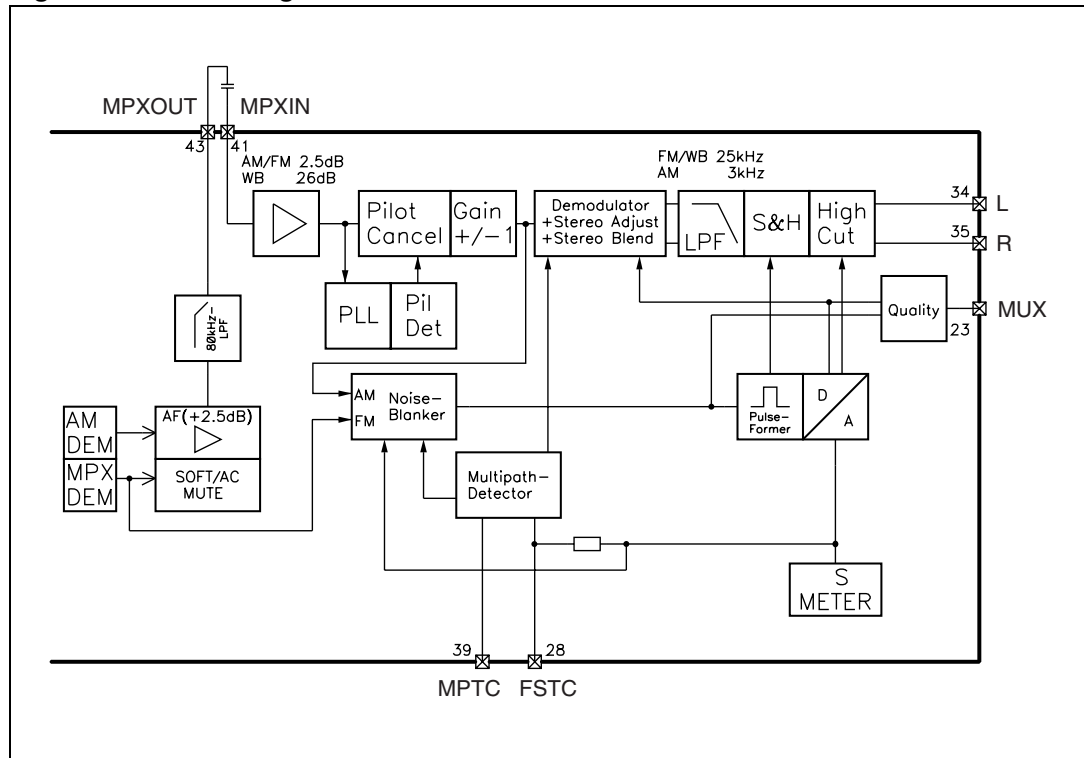 MPXOUT
MPXIN
43
41
AM/FM 2.5dB
WB 26dB
FM/WB 25kHz
AM 3kHz
Pilot
Cancel
Gain
+/-1
Demodulator
+Stereo Adjust
+Stereo Blend
LPF
S&H
High
Cut
34
L
35
R
PLL
Pil
Det
Quality
MUX
23
80kHz-
LPF
AM
FM
Noise-
Blanker
Pulse-
Former
D
A
AM
DEM
AF(+2.5dB)
MPX
DEM
SOFT/AC
MUTE
Multipath-
Detector
S
METER
39
28
MPTC
FSTC